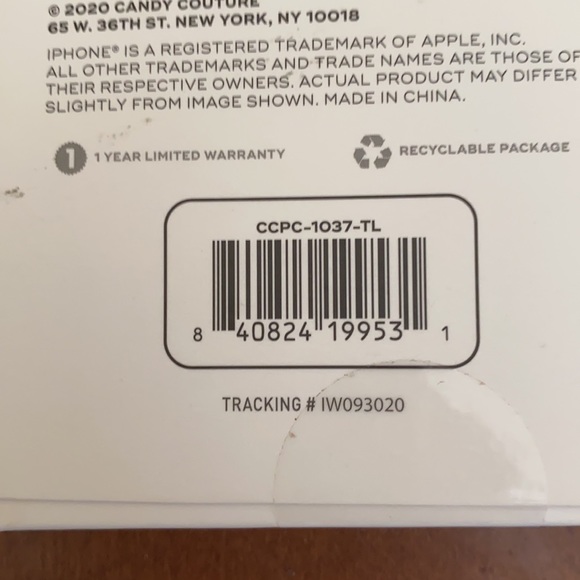 © 2020 CANDY COUTURE
65 W. 36TH ST. NEW YORK, NY 10018
IPHONE® IS A REGISTERED TRADEMARK OF APPLE, INC.
ALL OTHER TRADEMARKS AND TRADE NAMES ARE THOSE OF
THEIR RESPECTIVE OWNERS. ACTUAL PRODUCT MAY DIFFER
SLIGHTLY FROM IMAGE SHOWN. MADE IN CHINA.
1 1 YEAR LIMITED WARRANTY
RECYCLABLE PACKAGE
CCPC-1037-TL
8 40824 19953 1
TRACKING # IW093020